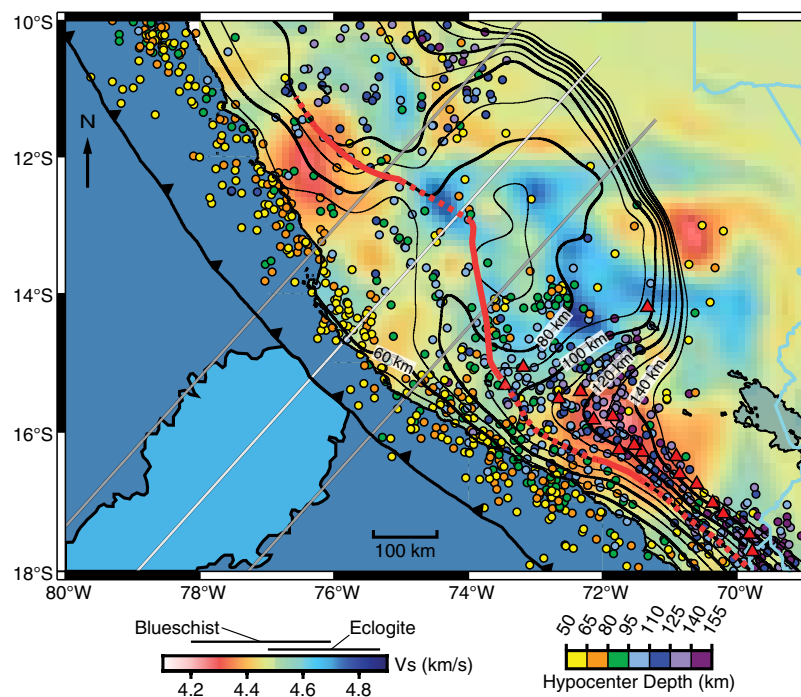 10°S
12°S
14°S
16°S
18°S
N
60 km
80 km
100 km
120 km
140 km
100 km
80°W
78°W
76°W
74°W
72°W
70°W
Blueschist
Eclogite
Vs (km/s)
4.2 4.4 4.6 4.8
50 65 80 95 110 125 140 155
Hypocenter Depth (km)